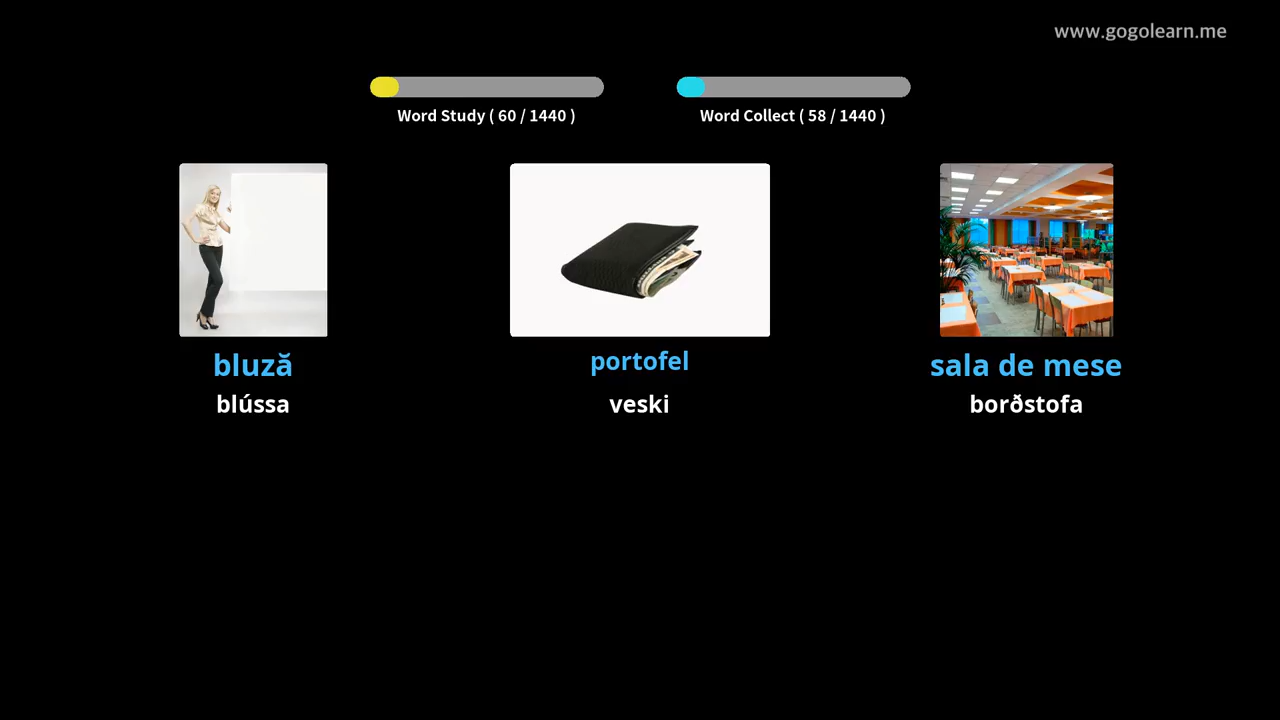 www.gogolearn.me
Word Study ( 60 / 1440 )
Word Collect ( 58 / 1440 )
bluză
portofel
sala de mese
blússa
veski
borðstofa